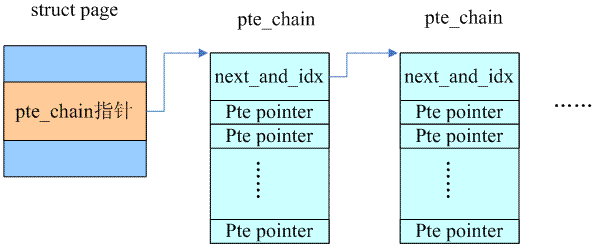 struct page
pte_chain
pte_chain
pte_chain指针
next_and_idx
Pte pointer
Pte pointer
……
Pte pointer
next_and_idx
Pte pointer
Pte pointer
……
Pte pointer
……